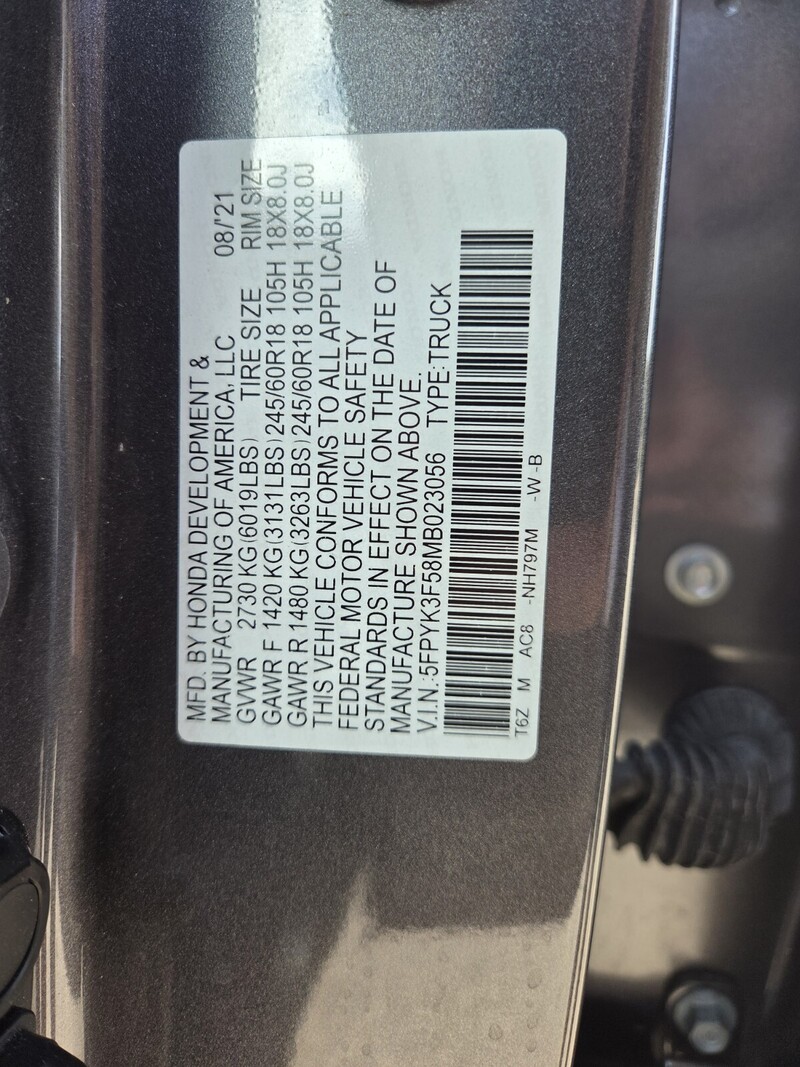 MFD. BY HONDA DEVELOPMENT &
MANUFACTURING OF AMERICA, LLC 08/'21
GVWR 2730 KG(6019LBS) TIRE SIZE RIM SIZE
GAWR F 1420 KG(3131LBS)245/60R18 105H 18X8.0J
GAWR R 1480 KG(3263LBS)245/60R18 105H 18X8.0J
THIS VEHICLE CONFORMS TO ALL APPLICABLE
FEDERAL MOTOR VEHICLE SAFETY
STANDARDS IN EFFECT ON THE DATE OF
MANUFACTURE SHOWN ABOVE.
V.I.N.:5FPYK3F58MB023056 TYPE:TRUCK
T6Z M AC8 -NH797M -W -B